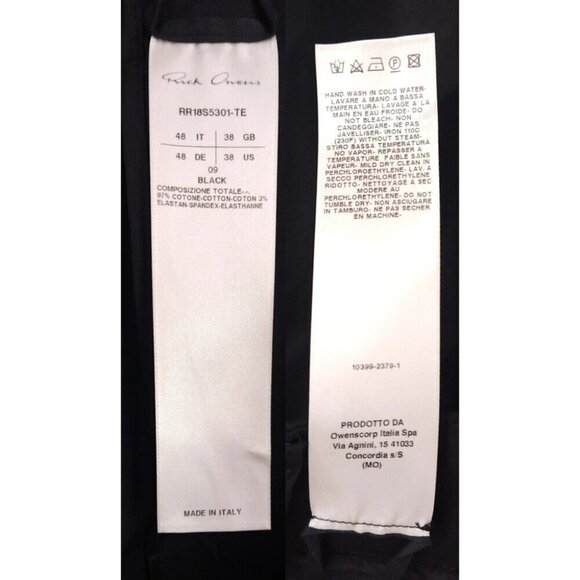 Rick Owens
RR18S5301-TE
48 IT 38 GB
48 DE 38 US
09
BLACK
COMPOSIZIONE TOTALE-.-
97% COTONE-COTTON-COTON 3%
ELASTAN-SPANDEX-ELASTHANNE
MADE IN ITALY
HAND WASH IN COLD WATER-
LAVARE A MANO A BASSA
TEMPERATURA- LAVAGE A LA
MAIN EN EAU FROIDE- DO
NOT BLEACH- NON
CANDEGGIARE- NE PAS
JAVELLISER- IRON 110C
(230F) WITHOUT STEAM-
STIRO BASSA TEMPERATURA
NO VAPOR- REPASSER A
TEMPERATURE FAIBLE SANS
VAPEUR- MILD DRY CLEAN IN
PERCHLOROETHYLENE- LAV. A
SECCO PERCHLORETHYLENE
RIDOTTO- NETTOYAGE A SEC
MODERE AU
PERCHLORETHYLENE- DO NOT
TUMBLE DRY- NON ASCIUGARE
IN TAMBURO- NE PAS SECHER
EN MACHINE-
10399-2379-1
PRODOTTO DA
Owenscorp Italia Spa
Via Agnini, 15 41033
Concordia s/S
(MO)